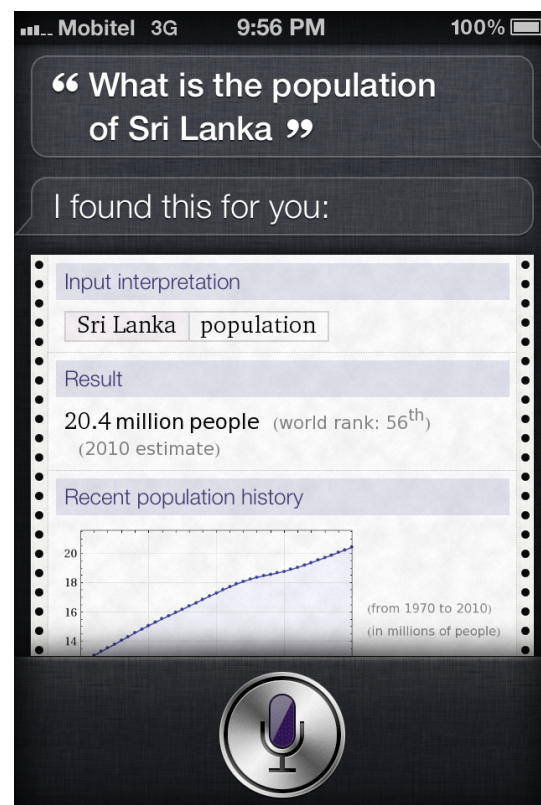 Mobitel 3G 9:56 PM 100%
“ What is the population
of Sri Lanka ”
I found this for you:
Input interpretation
Sri Lanka population
Result
20.4 million people (world rank: 56th)
(2010 estimate)
Recent population history
20
18
16
14
(from 1970 to 2010)
(in millions of people)